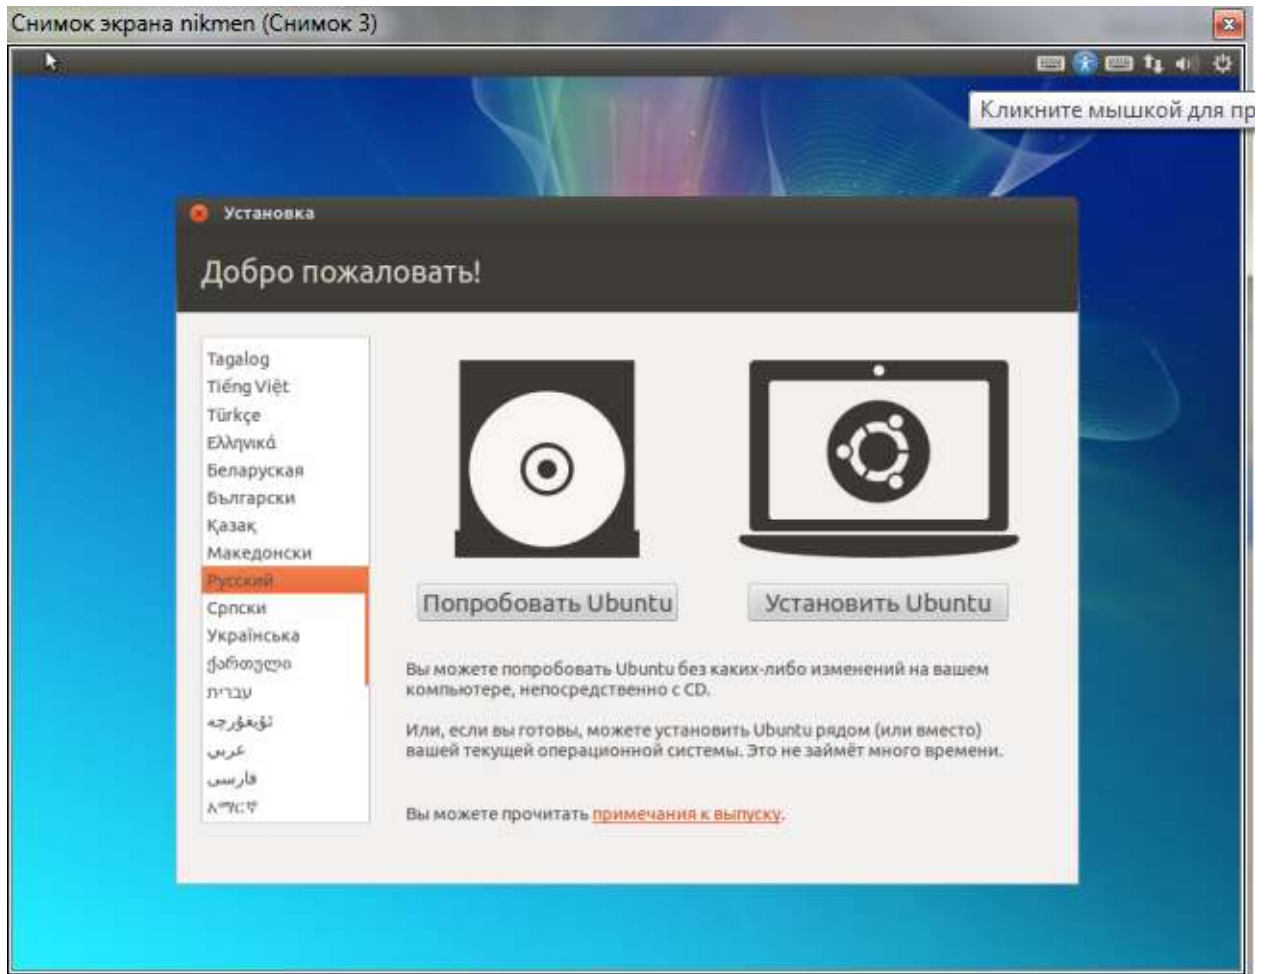 Снимок экрана nikmen (Снимок 3)
Кликните мышкой для пр
Установка
Добро пожаловать!
Tagalog
Tiếng Việt
Türkçe
Ελληνικά
Беларуская
Български
Қазақ
Македонски
Русский
Српски
Українська
ქართული
עברית
ئۇيغۇرچە
عربي
فارسی
አማርኛ
Попробовать Ubuntu
Установить Ubuntu
Вы можете попробовать Ubuntu без каких-либо изменений на вашем
компьютере, непосредственно с CD.
Или, если вы готовы, можете установить Ubuntu рядом (или вместо)
вашей текущей операционной системы. Это не займёт много времени.
Вы можете прочитать примечания к выпуску.